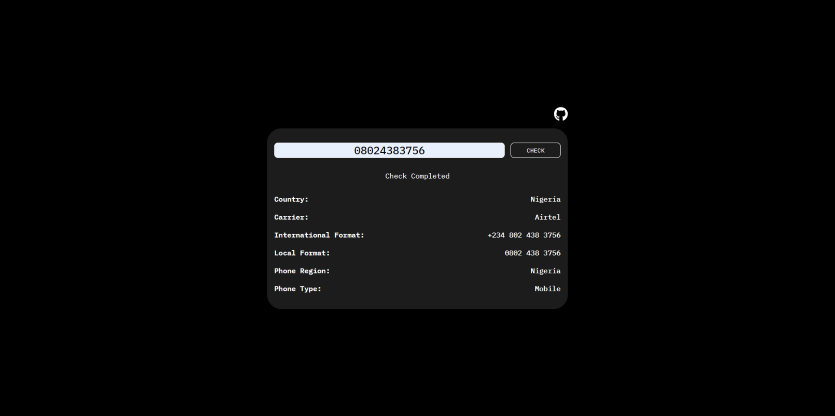 08024383756 CHECK
Check Completed
Country: Nigeria
Carrier: Airtel
International Format: +234 802 438 3756
Local Format: 0802 438 3756
Phone Region: Nigeria
Phone Type: Mobile